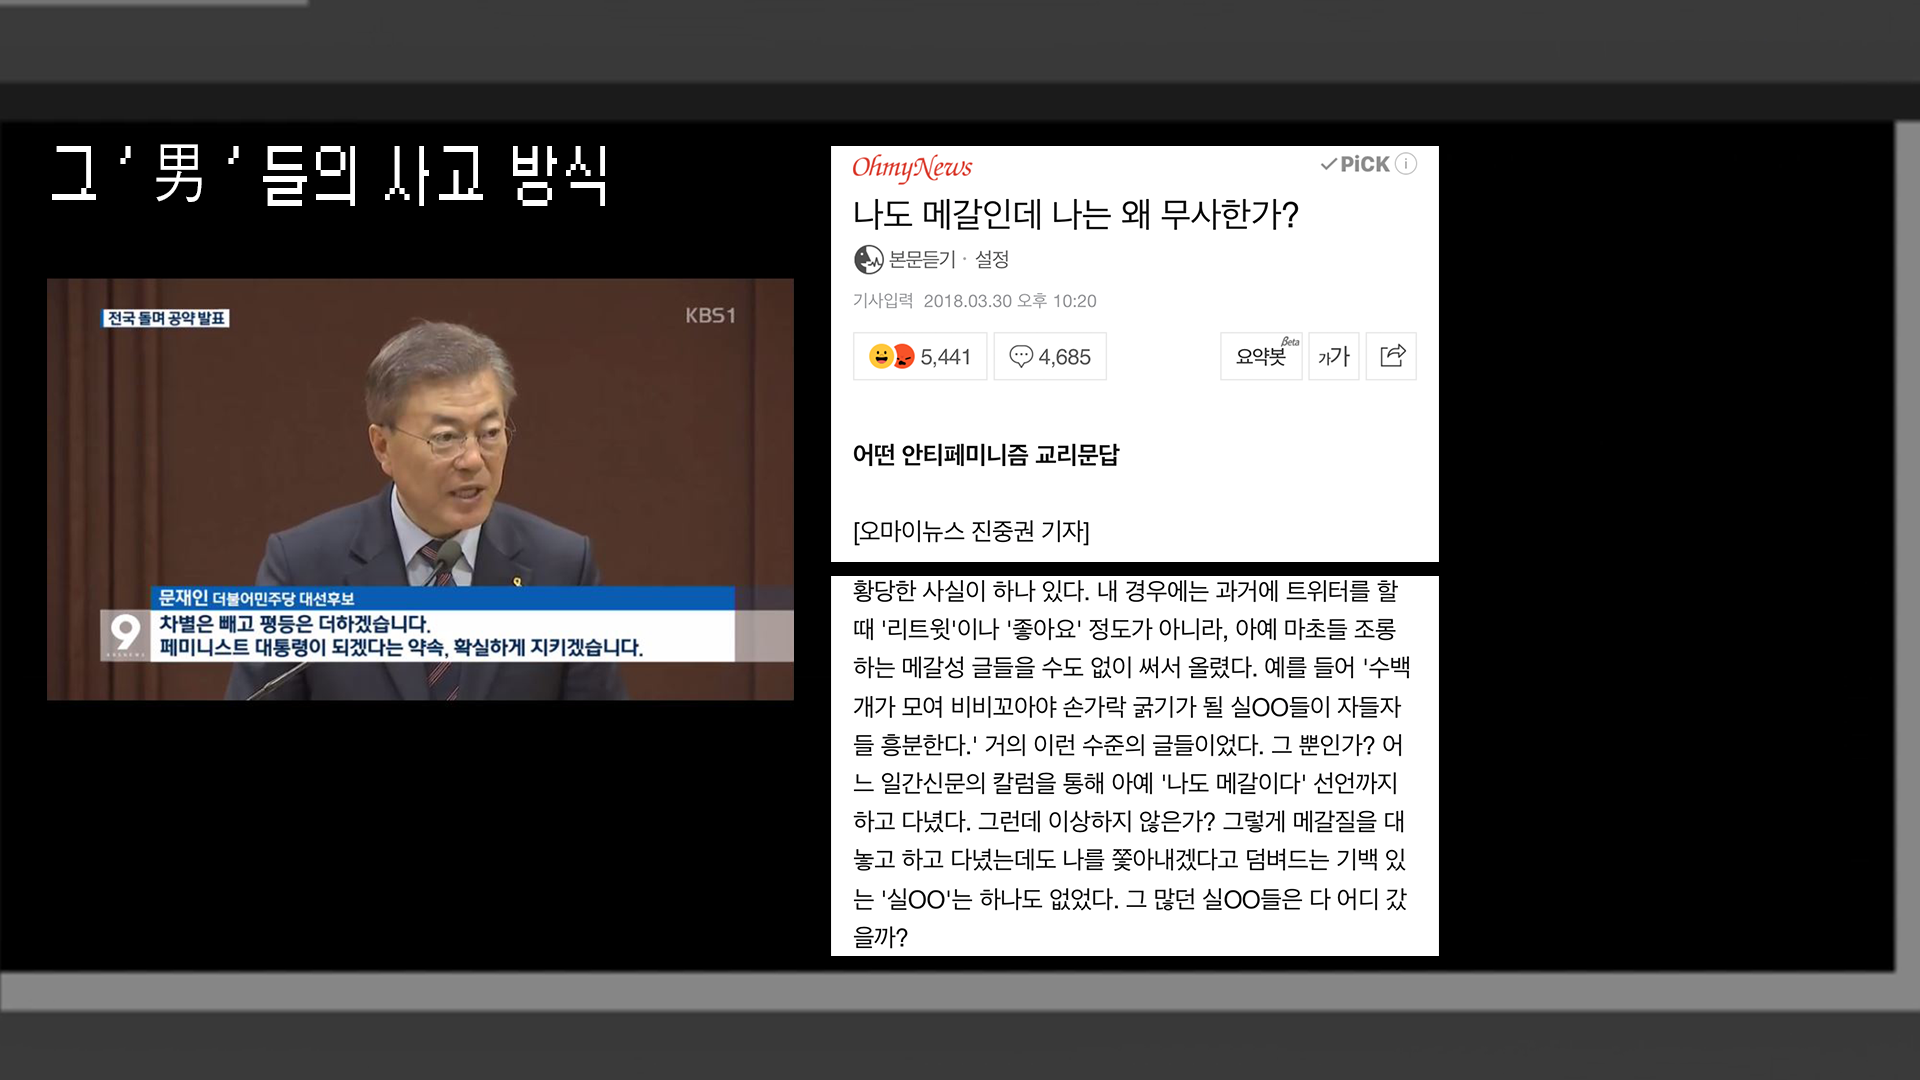 그 '男' 들의 사고 방식
전국 돌며 공약 발표
KBS1
문재인 더불어민주당 대선후보
9
차별은 빼고 평등은 더하겠습니다.
페미니스트 대통령이 되겠다는 약속, 확실하게 지키겠습니다.
OhmyNews
PiCK
나도 메갈인데 나는 왜 무사한가?
본문듣기 · 설정
기사입력 2018.03.30 오후 10:20
5,441 4,685 요약봇 Beta 가가
어떤 안티페미니즘 교리문답
[오마이뉴스 진중권 기자]
황당한 사실이 하나 있다. 내 경우에는 과거에 트위터를 할
때 '리트윗'이나 '좋아요' 정도가 아니라, 아예 마초들 조롱
하는 메갈성 글들을 수도 없이 써서 올렸다. 예를 들어 '수백
개가 모여 비비꼬아야 손가락 굵기가 될 실OO들이 자들자
들 흥분한다.' 거의 이런 수준의 글들이었다. 그 뿐인가? 어
느 일간신문의 칼럼을 통해 아예 '나도 메갈이다' 선언까지
하고 다녔다. 그런데 이상하지 않은가? 그렇게 메갈질을 대
놓고 하고 다녔는데도 나를 쫓아내겠다고 덤벼드는 기백 있
는 '실OO'는 하나도 없었다. 그 많던 실OO들은 다 어디 갔
을까?